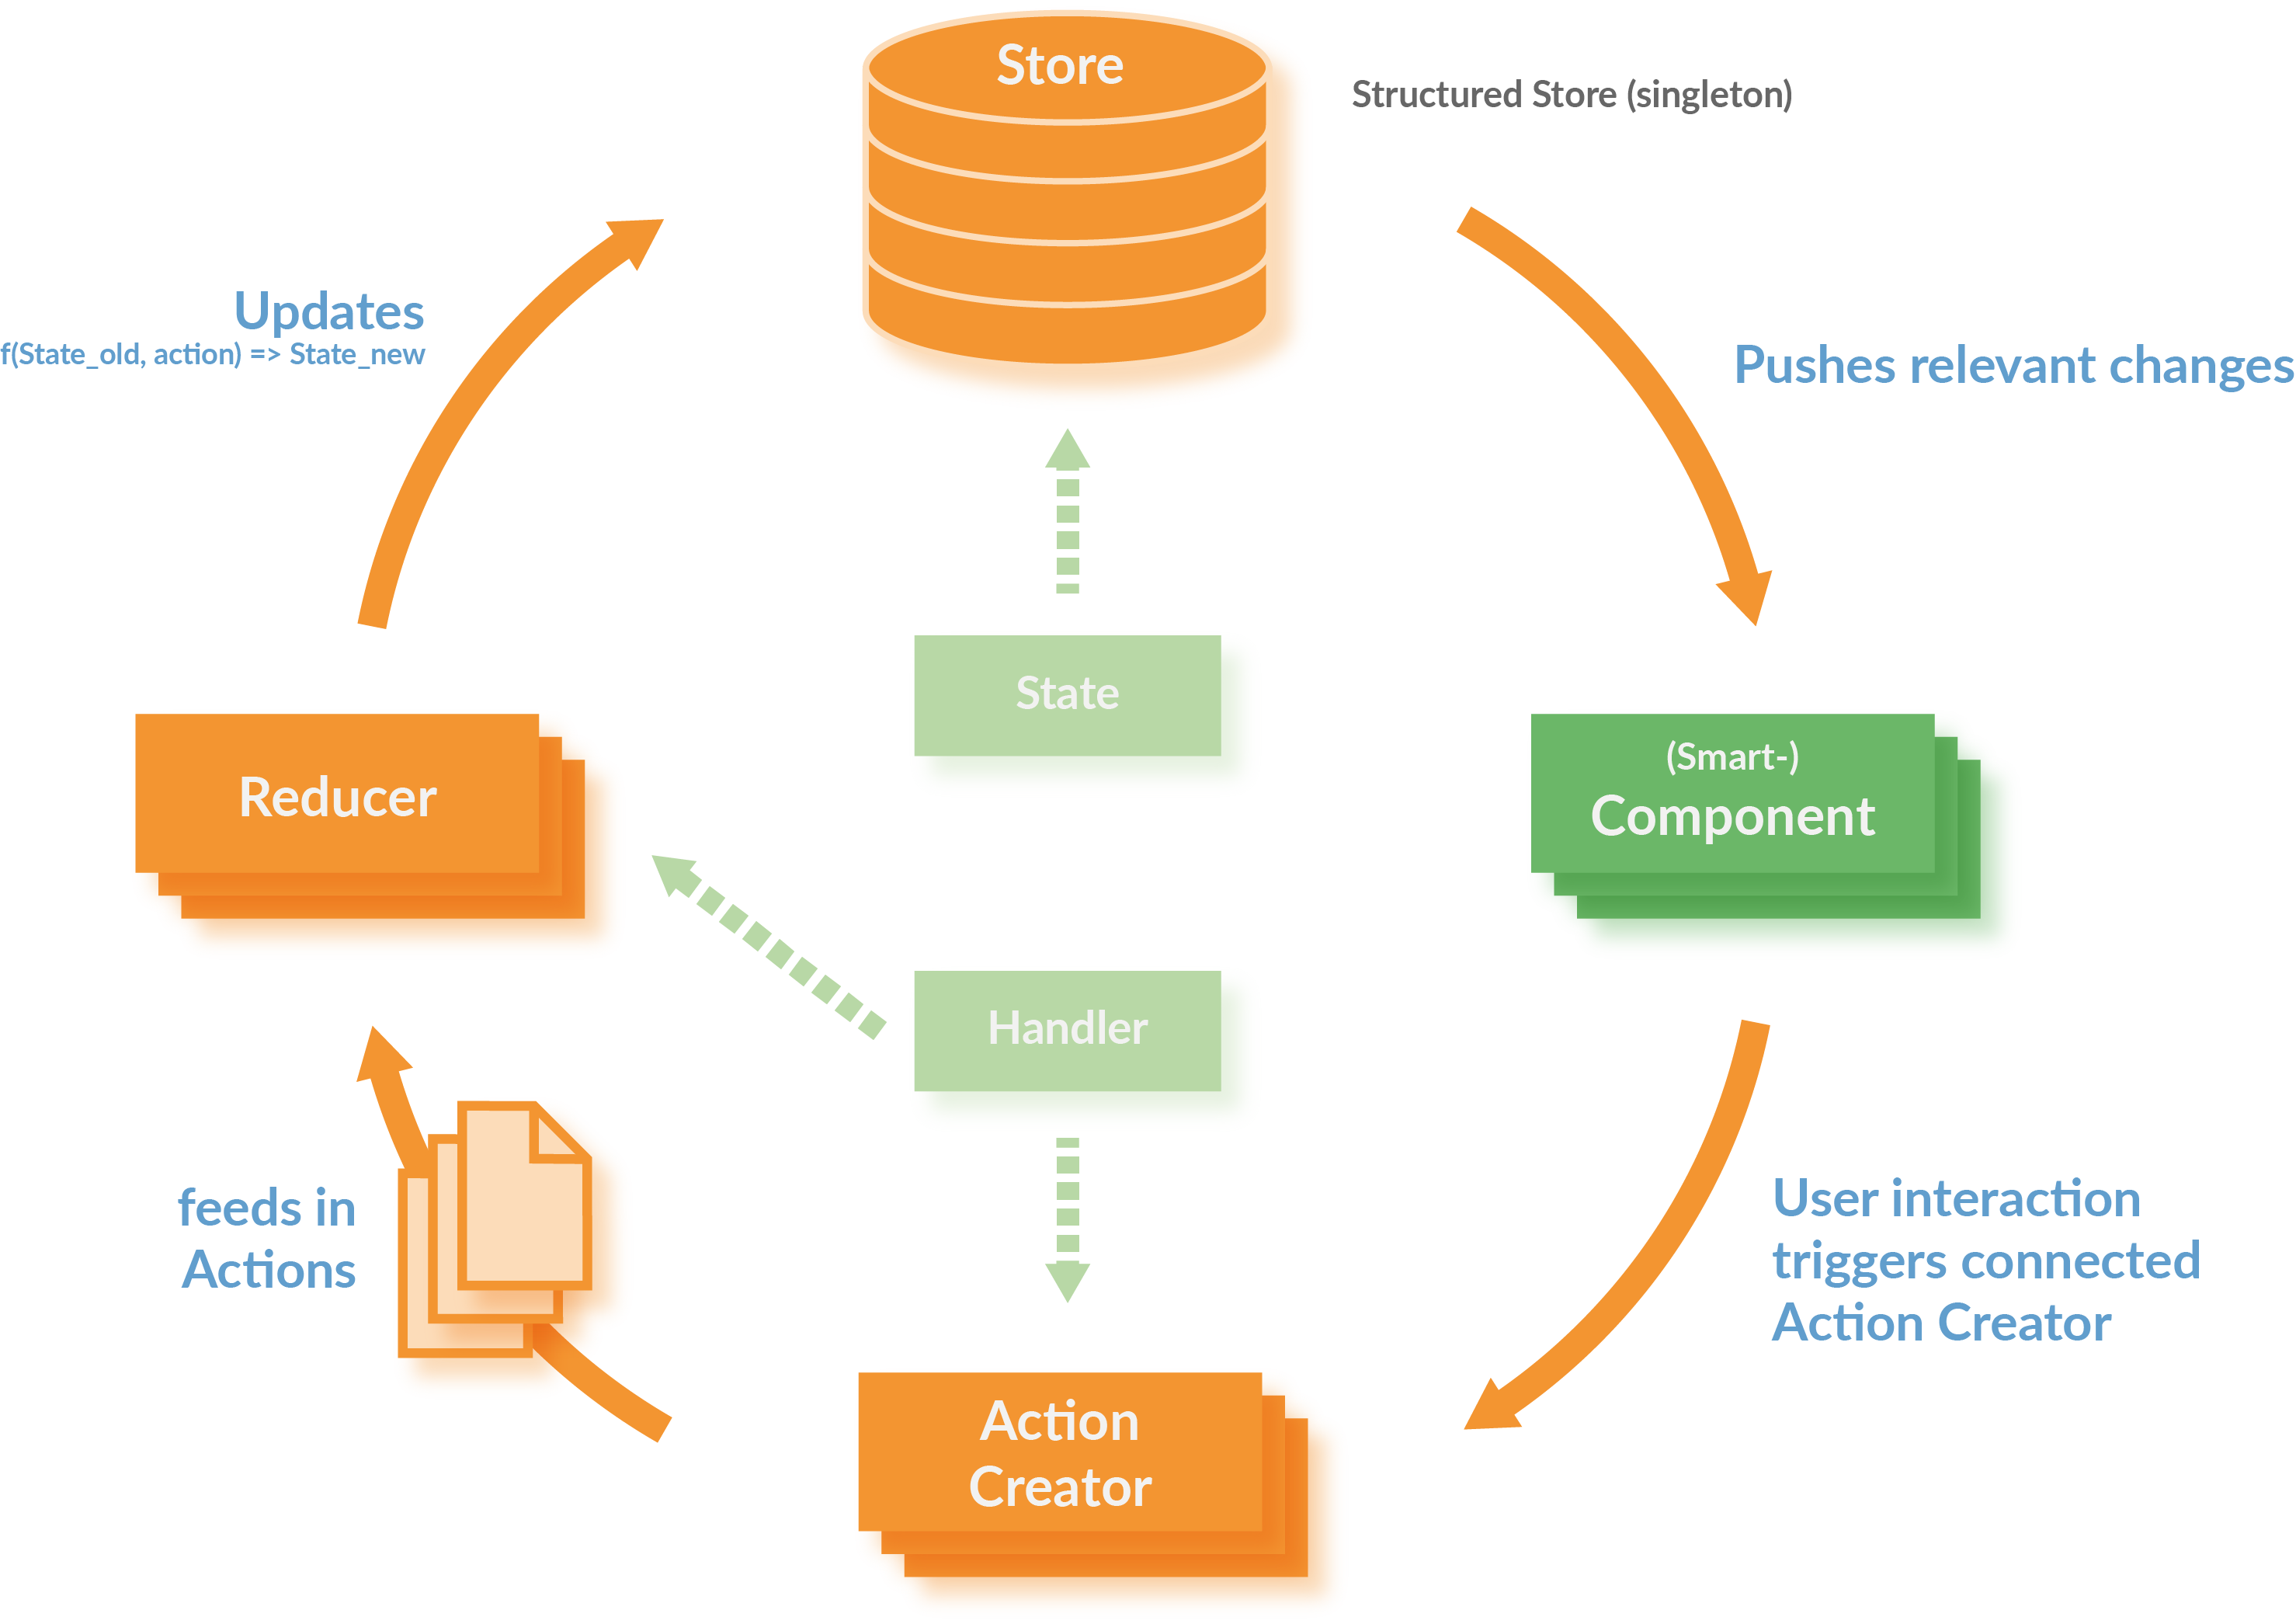 Store
Structured Store (singleton)
Updates
f(State_old, action) => State_new
Pushes relevant changes
State
Reducer
(Smart-)
Component
Handler
feeds in
Actions
User interaction
triggers connected
Action Creator
Action
Creator